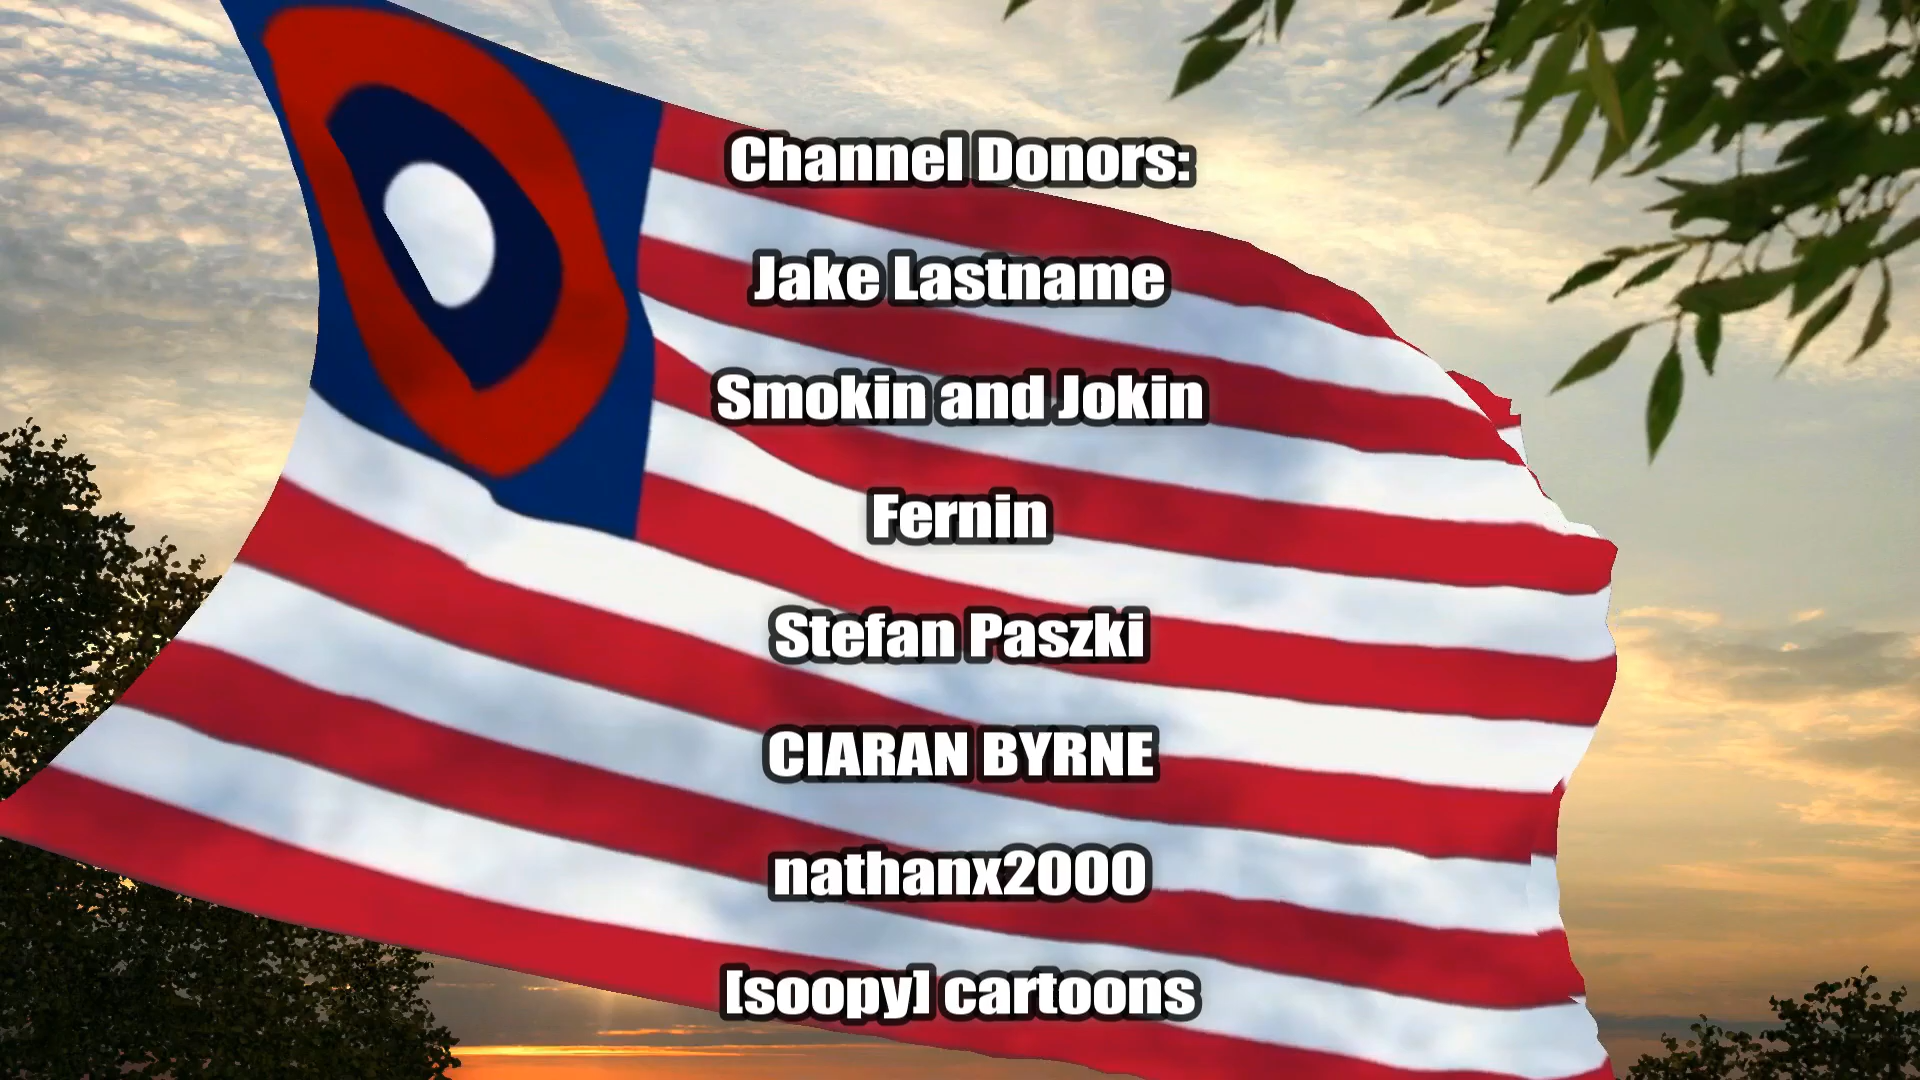 Channel Donors:
Jake Lastname
Smokin and Jokin
Fernin
Stefan Paszki
CIARAN BYRNE
nathanx2000
[soopy] cartoons